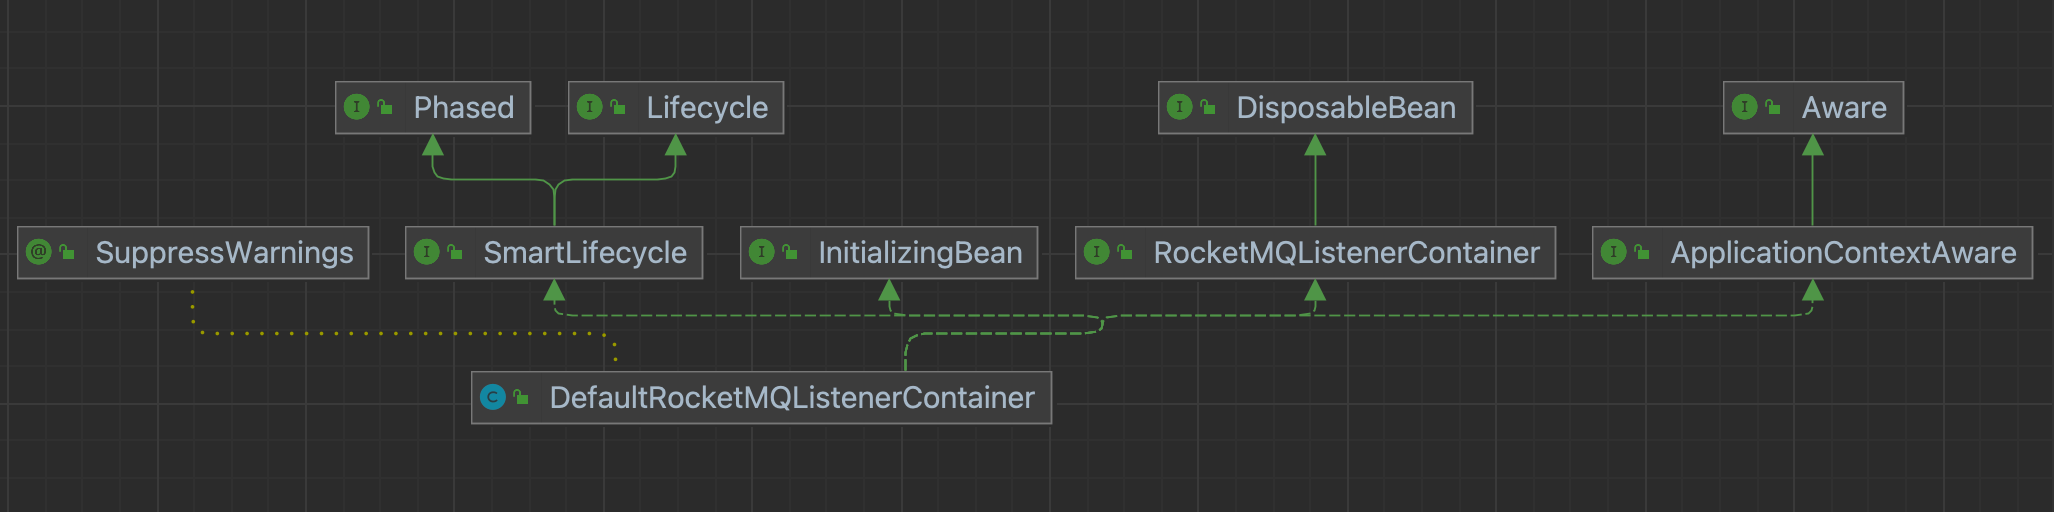 I Phased
I Lifecycle
I DisposableBean
I Aware
@ SuppressWarnings
I SmartLifecycle
I InitializingBean
I RocketMQListenerContainer
I ApplicationContextAware
C DefaultRocketMQListenerContainer